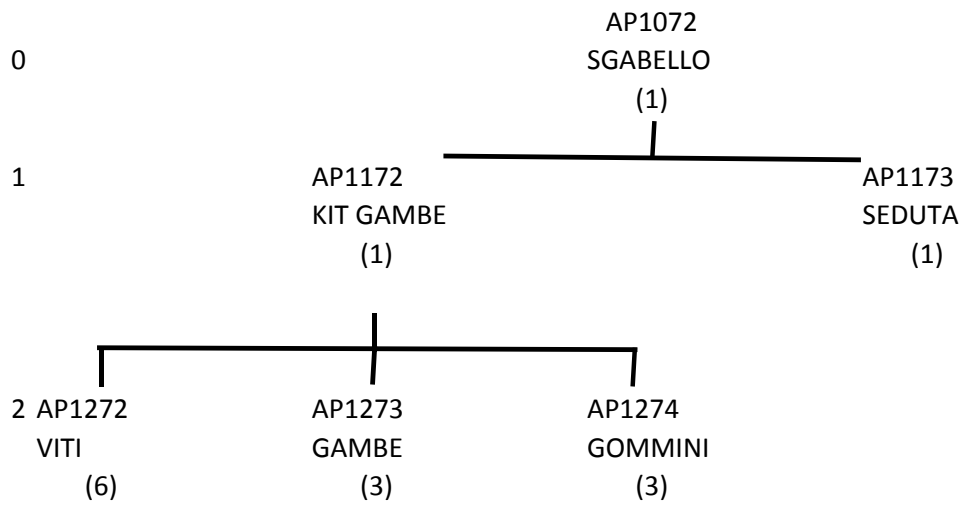 AP1072
0 SGABELLO
(1)
1 AP1172 AP1173
KIT GAMBE SEDUTA
(1) (1)
2 AP1272 AP1273 AP1274
VITI GAMBE GOMMINI
(6) (3) (3)